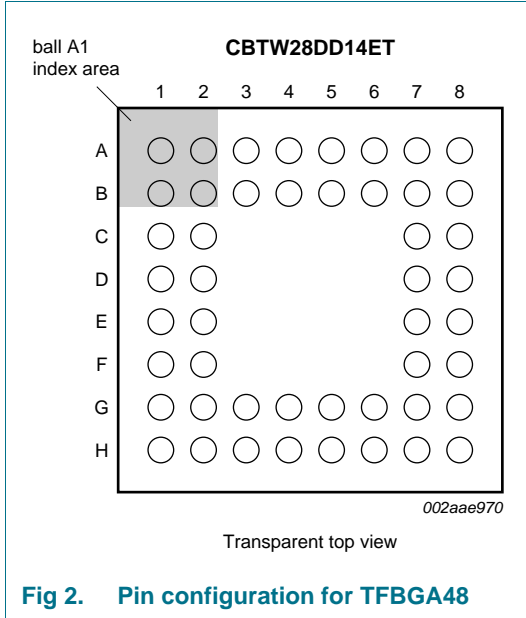 ball A1
index area
CBTW28DD14ET
1 2 3 4 5 6 7 8
A
B
C
D
E
F
G
H
002aae970
Transparent top view
Fig 2. Pin configuration for TFBGA48